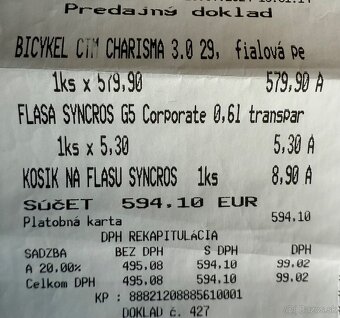 Predajný doklad
BICYKEL CTM CHARISMA 3.0 29, fialová pe
1ks x 579,90 579,90 A
FLASA SYNCROS G5 Corporate 0,6l transpar
1ks x 5,30 5,30 A
KOSIK NA FLASU SYNCROS 1ks 8,90 A
SÚČET 594.10 EUR
Platobná karta 594.10
DPH REKAPITULÁCIA
SADZBA BEZ DPH S DPH DPH
A 20.00% 495.08 594.10 99.02
Celkom DPH 495.08 594.10 99.02
KP : 88821208885610001
DOKLAD č. 427